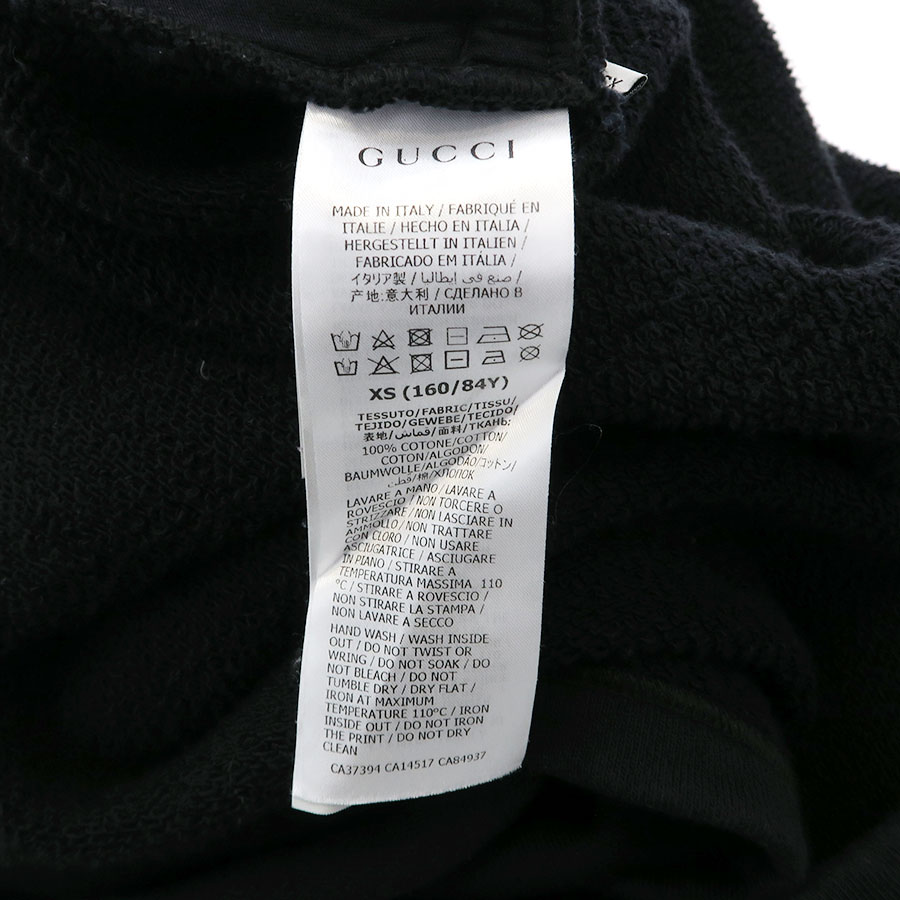 GUCCI
MADE IN ITALY / FABRIQUÉ EN
ITALIE / HECHO EN ITALIA /
HERGESTELLT IN ITALIEN /
FABRICADO EM ITÁLIA /
イタリア製 / صنع في إيطاليا /
产地:意大利 / СДЕЛАНО В
ИТАЛИИ
XS (160/84Y)
TESSUTO/FABRIC/TISSU/
TEJIDO/GEWEBE/TECIDO/
表地/قماش/面料/ТКАНЬ:
100% COTONE/COTTON/
COTON/ALGODON/
BAUMWOLLE/ALGODÃO/コットン/
قطن/棉/ХЛОПОК
LAVARE A MANO / LAVARE A
ROVESCIO / NON TORCERE O
STRIZZARE / NON LASCIARE IN
AMMOLLO / NON TRATTARE
CON CLORO / NON USARE
ASCIUGATRICE / ASCIUGARE
IN PIANO / STIRARE A
TEMPERATURA MASSIMA 110
°C / STIRARE A ROVESCIO /
NON STIRARE LA STAMPA /
NON LAVARE A SECCO
HAND WASH / WASH INSIDE
OUT / DO NOT TWIST OR
WRING / DO NOT SOAK / DO
NOT BLEACH / DO NOT
TUMBLE DRY / DRY FLAT /
IRON AT MAXIMUM
TEMPERATURE 110°C / IRON
INSIDE OUT / DO NOT IRON
THE PRINT / DO NOT DRY
CLEAN
CA37394 CA14517 CA84937